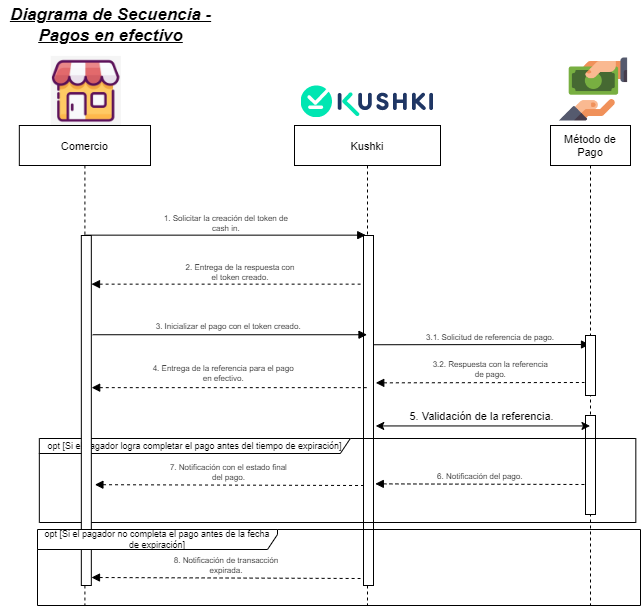 Diagrama de Secuencia -
Pagos en efectivo
KUSHKI
Comercio
Kushki
Método de
Pago
1. Solicitar la creación del token de
cash in.
2. Entrega de la respuesta con
el token creado.
3. Inicializar el pago con el token creado.
3.1. Solicitud de referencia de pago.
4. Entrega de la referencia para el pago
en efectivo.
3.2. Respuesta con la referencia
de pago.
5. Validación de la referencia.
opt [Si el pagador logra completar el pago antes del tiempo de expiración]
7. Notificación con el estado final
del pago.
6. Notificación del pago.
opt [Si el pagador no completa el pago antes de la fecha
de expiración]
8. Notificación de transacción
expirada.